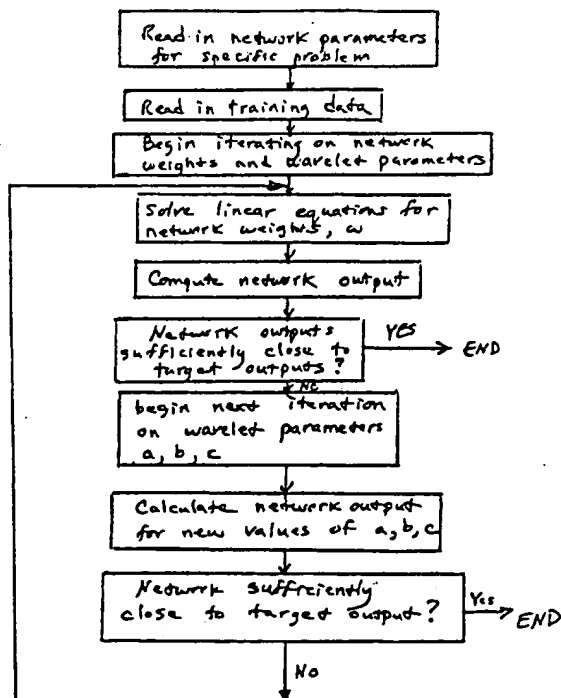 Read in network parameters
for specific problem
Read in training data
Begin iterating on network
weights and wavelet parameters
Solve linear equations for
network weights, ω
Compute network output
Network outputs
sufficiently close to
target outputs?
YES
END
NO
begin next iteration
on wavelet parameters
a, b, c
Calculate network output
for new values of a, b, c
Network sufficiently
close to target output?
Yes
END
NO